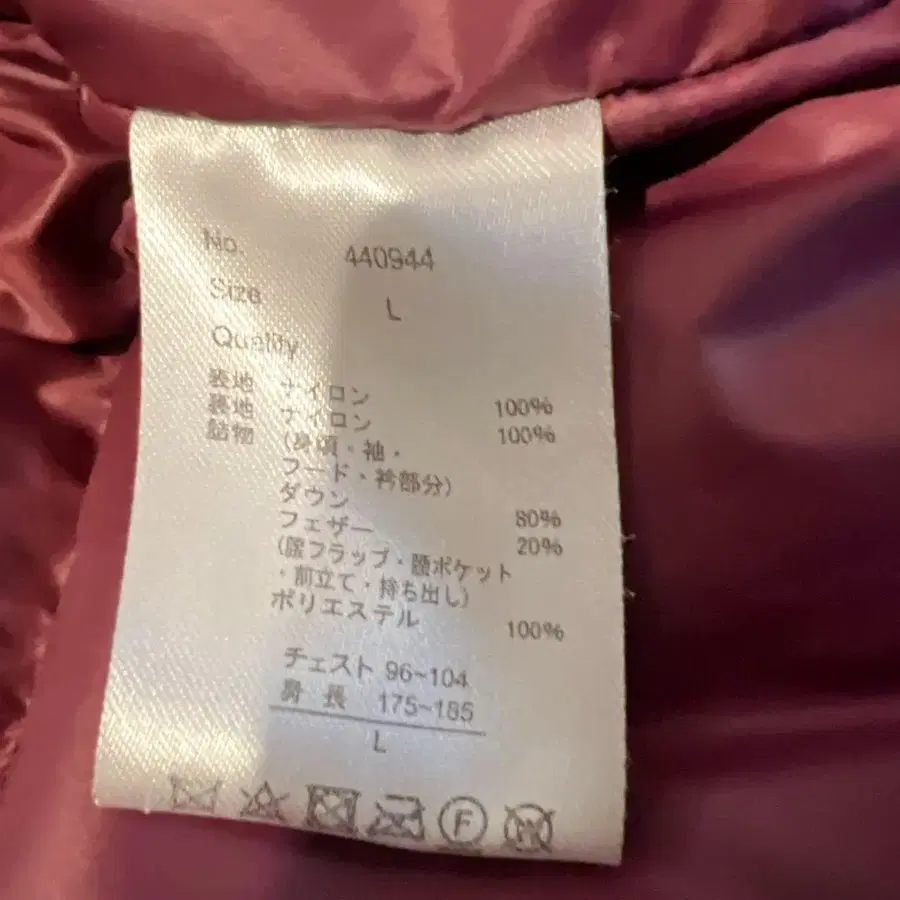 No. 440944
Size L
Quality
表地 ナイロン 100%
裏地 ナイロン 100%
詰物 (身頃・袖・
フード・衿部分)
ダウン 80%
フェザー 20%
(腰フラップ・腰ポケット
・前立て・持ち出し)
ポリエステル 100%
チェスト 96~104
身長 175~185
L
F
W